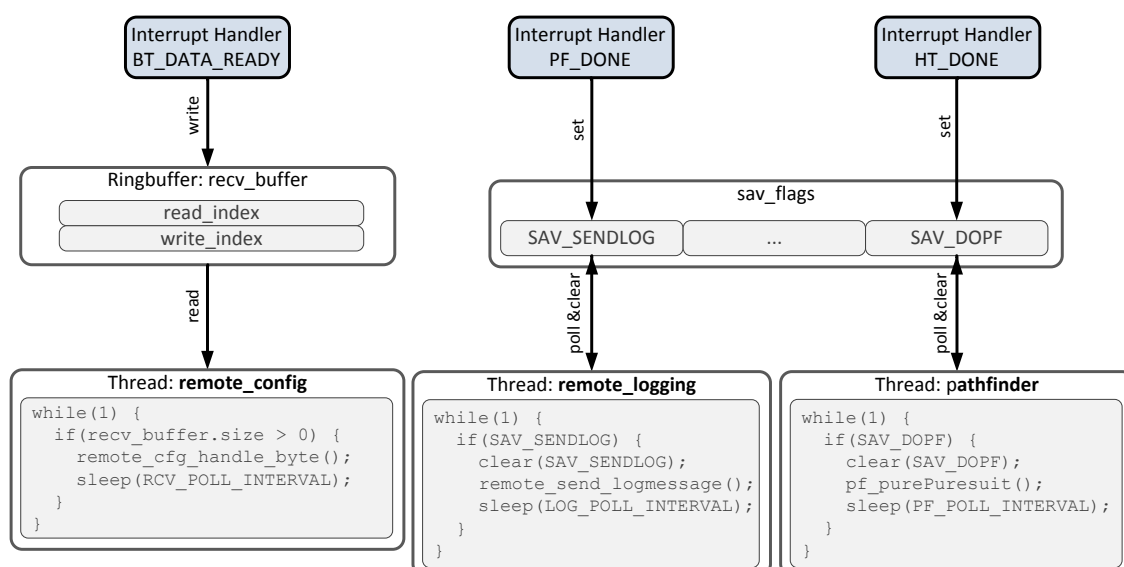 Interrupt Handler
BT_DATA_READY
write
Ringbuffer: recv_buffer
read_index
write_index
read
Thread: remote_config
while(1) {
if(recv_buffer.size > 0) {
remote_cfg_handle_byte();
sleep(RCV_POLL_INTERVAL);
}
}
Interrupt Handler
PF_DONE
set
Interrupt Handler
HT_DONE
set
sav_flags
SAV_SENDLOG
...
SAV_DOPF
poll &clear
poll &clear
Thread: remote_logging
while(1) {
if(SAV_SENDLOG) {
clear(SAV_SENDLOG);
remote_send_logmessage();
sleep(LOG_POLL_INTERVAL);
}
}
Thread: pathfinder
while(1) {
if(SAV_DOPF) {
clear(SAV_DOPF);
pf_purePuresuit();
sleep(PF_POLL_INTERVAL);
}
}